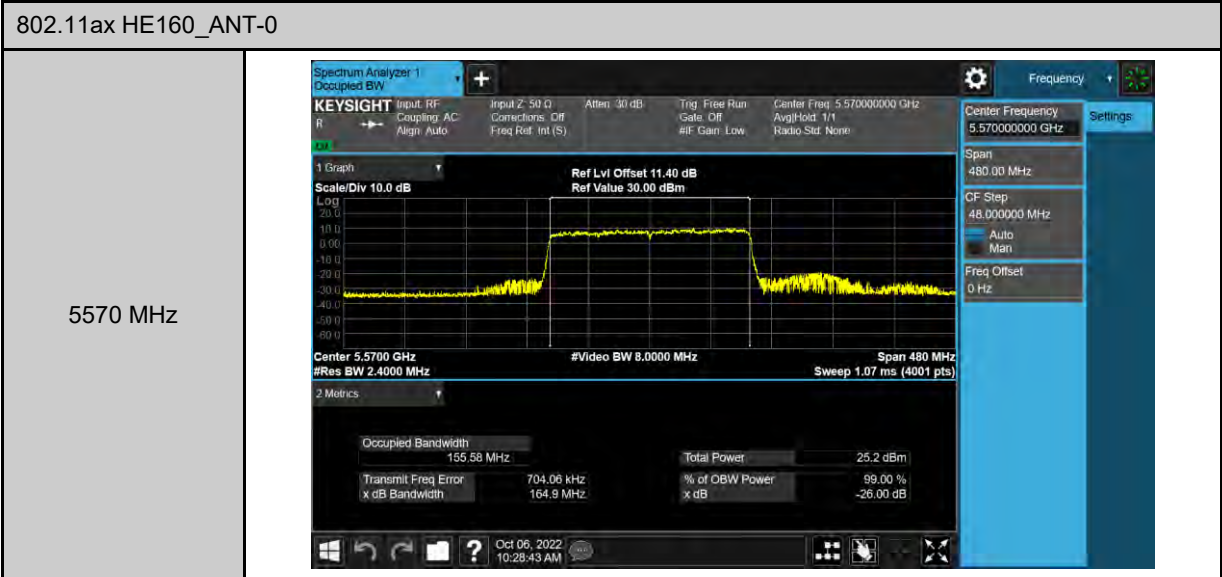 802.11ax HE160_ANT-0
5570 MHz
Spectrum Analyzer 1
Occupied BW
+
Frequency
KEYSIGHT Input: RF Input Z: 50 Ω Atten: 30 dB Trig: Free Run Center Freq: 5.570000000 GHz
R Coupling: AC Corrections: Off Gate: Off Avg|Hold: 1/1
Align: Auto Freq Ref: Int (S) #IF Gain: Low Radio Std: None
Center Frequency
5.570000000 GHz
Settings
Span
480.00 MHz
CF Step
48.000000 MHz
Auto
Man
Freq Offset
0 Hz
1 Graph
Ref Lvl Offset 11.40 dB
Scale/Div 10.0 dB Ref Value 30.00 dBm
Log
20.0
10.0
0.00
-10.0
-20.0
-30.0
-40.0
-50.0
-60.0
Center 5.5700 GHz #Video BW 8.0000 MHz Span 480 MHz
#Res BW 2.4000 MHz Sweep 1.07 ms (4001 pts)
2 Metrics
Occupied Bandwidth
155.58 MHz Total Power 25.2 dBm
Transmit Freq Error 704.06 kHz % of OBW Power 99.00 %
x dB Bandwidth 164.9 MHz x dB -26.00 dB
? Oct 06, 2022
10:28:43 AM